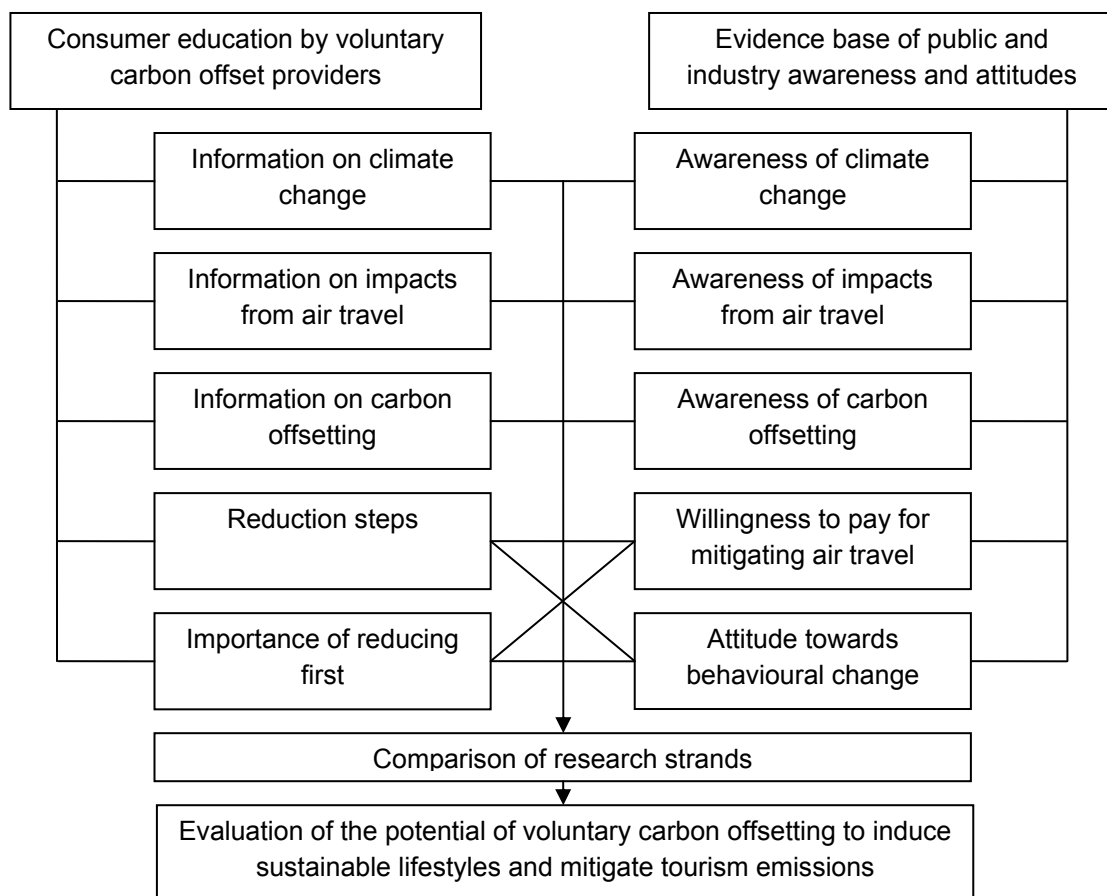 Consumer education by voluntary
carbon offset providers
Evidence base of public and
industry awareness and attitudes
Information on climate
change
Awareness of climate
change
Information on impacts
from air travel
Awareness of impacts
from air travel
Information on carbon
offsetting
Awareness of carbon
offsetting
Reduction steps
Willingness to pay for
mitigating air travel
Importance of reducing
first
Attitude towards
behavioural change
Comparison of research strands
Evaluation of the potential of voluntary carbon offsetting to induce
sustainable lifestyles and mitigate tourism emissions